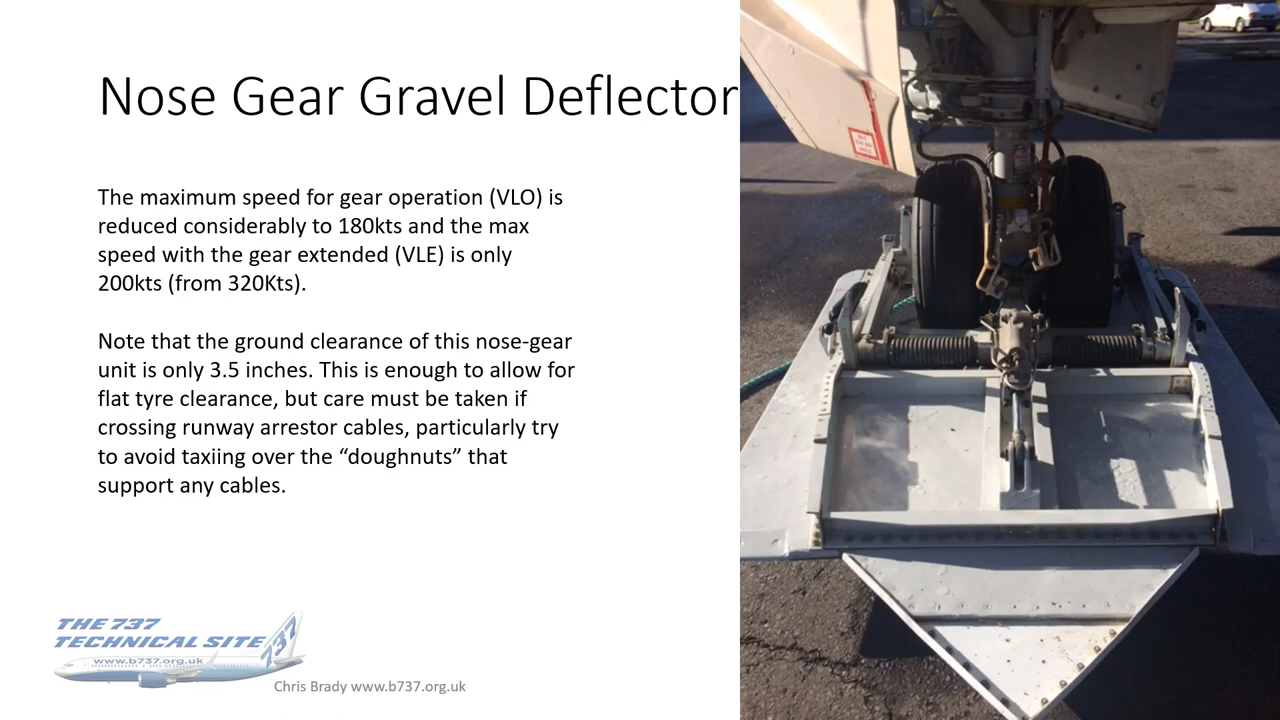 Nose Gear Gravel Deflector
The maximum speed for gear operation (VLO) is
reduced considerably to 180kts and the max
speed with the gear extended (VLE) is only
200kts (from 320Kts).
Note that the ground clearance of this nose-gear
unit is only 3.5 inches. This is enough to allow for
flat tyre clearance, but care must be taken if
crossing runway arrestor cables, particularly try
to avoid taxiing over the “doughnuts” that
support any cables.
THE 737
TECHNICAL SITE
737
www.b737.org.uk
Chris Brady www.b737.org.uk